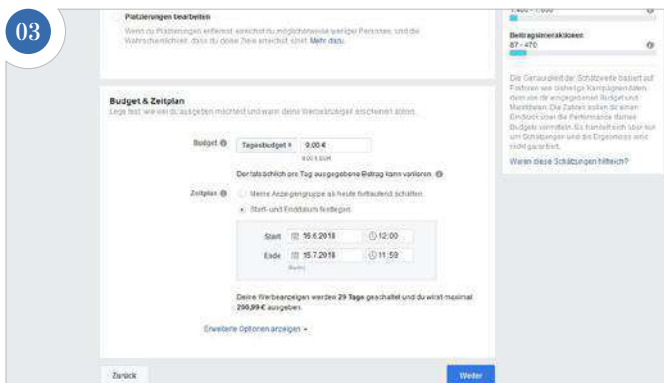 03
Platzierungen bearbeiten
Wenn du Platzierungen entfernst, erreichst du möglicherweise weniger Personen, und die
Wahrscheinlichkeit, dass du deine Ziele erreichst, sinkt. Mehr dazu.
Beitragsinteraktionen
87 - 470
Die Genauigkeit der Schätzwerte basiert auf
Faktoren wie bisherige Kampagnendaten,
dem von dir eingegebenen Budget und
Marktdaten. Die Zahlen sollen dir einen
Eindruck über die Performance deines
Budgets vermitteln. Es handelt sich aber nur
um Schätzungen und die Ergebnisse sind
nicht garantiert.
Waren diese Schätzungen hilfreich?
Budget & Zeitplan
Lege fest, wie viel du ausgeben möchtest und wann deine Werbeanzeigen erscheinen sollen.
Budget Tagesbudget 9,00 €
9,00 € EUR
Der tatsächlich pro Tag ausgegebene Betrag kann variieren.
Zeitplan Meine Anzeigengruppe ab heute fortlaufend schalten
Start- und Enddatum festlegen
Start 16.6.2018 12:00
Ende 15.7.2018 11:59
Deine Werbeanzeigen werden 29 Tage geschaltet und du wirst maximal
260,99 € ausgeben.
Erweiterte Optionen anzeigen
Zurück
Weiter